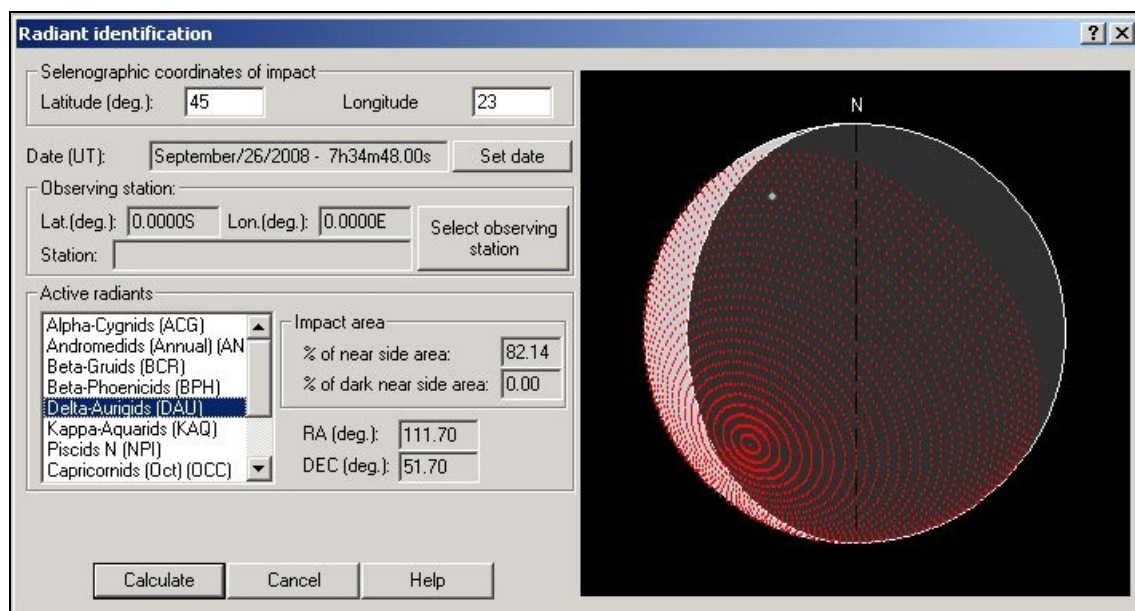 Radiant identification
Selenographic coordinates of impact
Latitude (deg.): 45 Longitude 23
Date (UT): September/26/2008 - 7h34m48.00s Set date
Observing station:
Lat.(deg.): 0.0000S Lon.(deg.): 0.0000E Select observing station
Station:
Active radiants
Alpha-Cygnids (ACG)
Andromedids (Annual) (AN
Beta-Gruids (BCR)
Beta-Phoenicids (BPH)
Delta-Aurigids (DAU)
Kappa-Aquarids (KAQ)
Piscids N (NPI)
Capricornids (Oct) (OCC)
Impact area
% of near side area: 82.14
% of dark near side area: 0.00
RA (deg.): 111.70
DEC (deg.): 51.70
Calculate Cancel Help
N